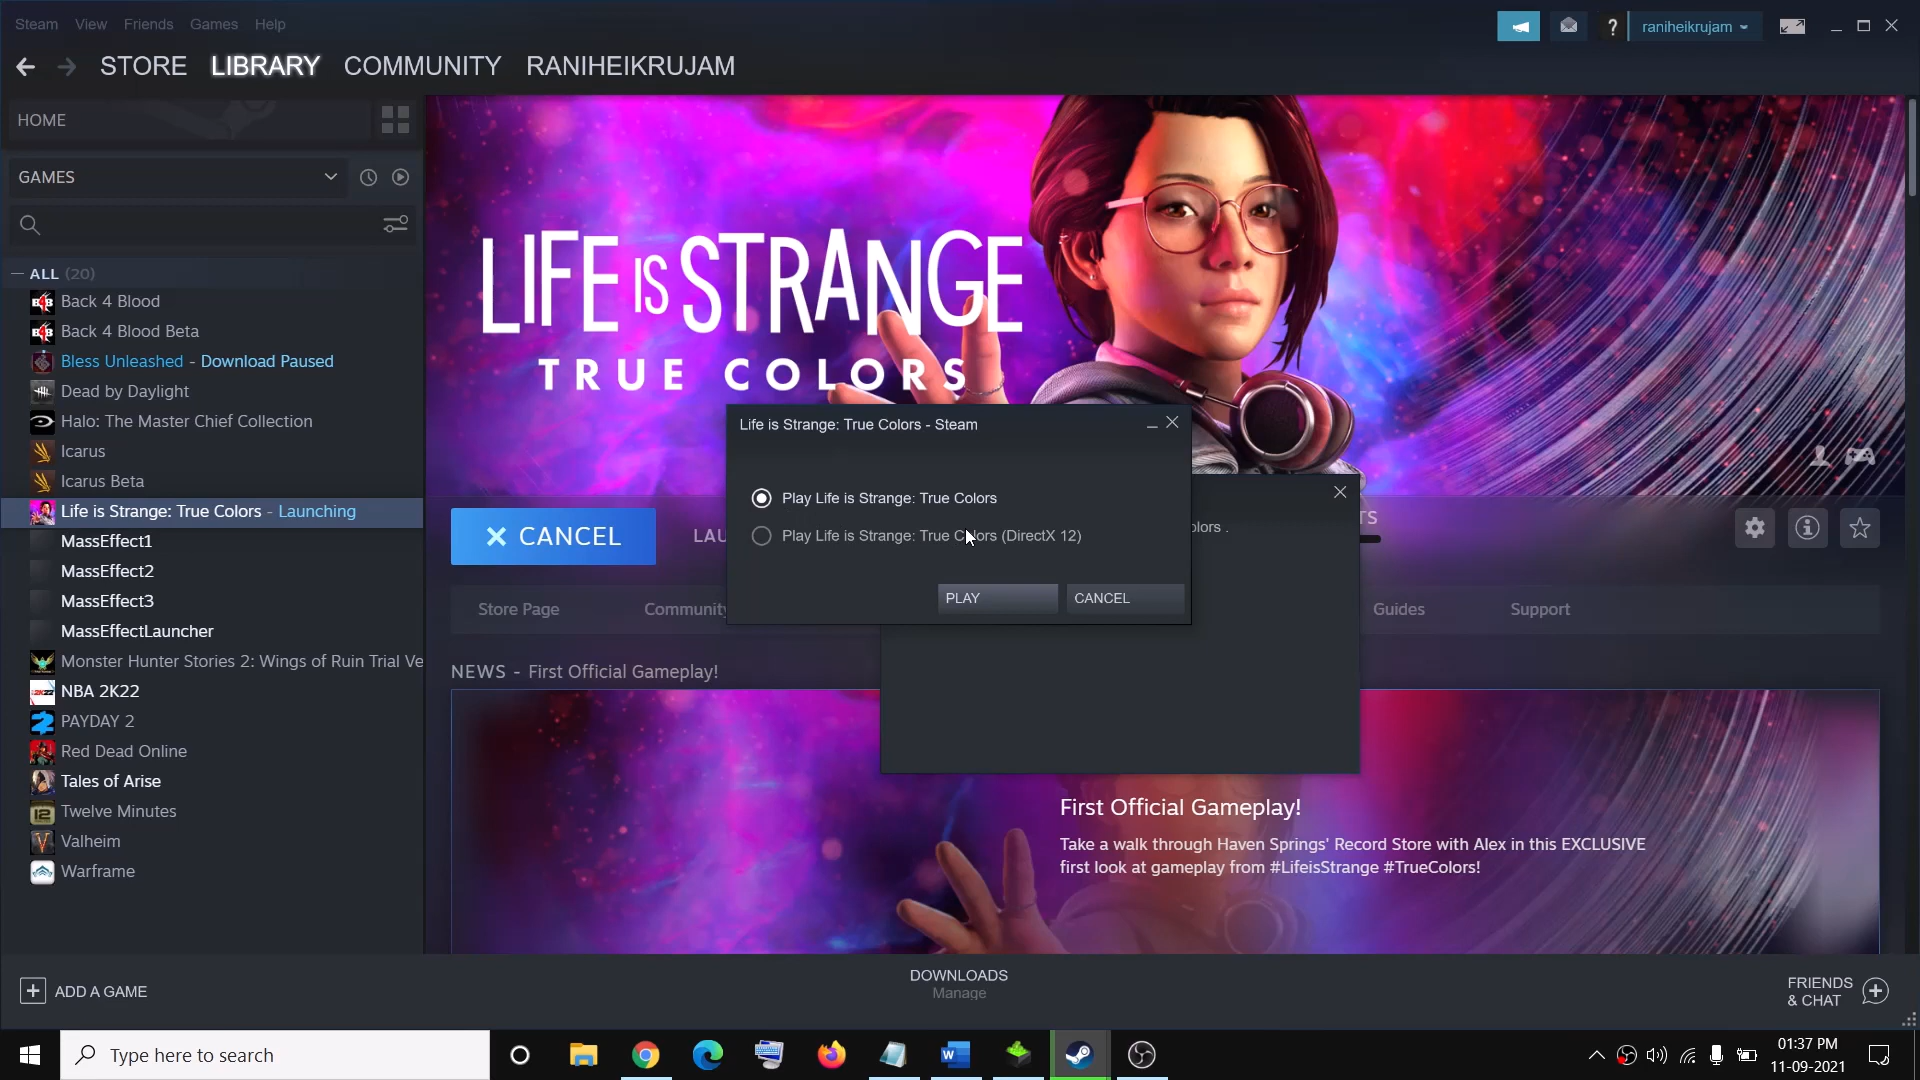 Steam View Friends Games Help
raniheikrujam
STORE LIBRARY COMMUNITY RANIHEIKRUJAM
HOME
GAMES
ALL (20)
Back 4 Blood
Back 4 Blood Beta
Bless Unleashed - Download Paused
Dead by Daylight
Halo: The Master Chief Collection
Icarus
Icarus Beta
Life is Strange: True Colors - Launching
MassEffect1
MassEffect2
MassEffect3
MassEffectLauncher
Monster Hunter Stories 2: Wings of Ruin Trial Ve
NBA 2K22
PAYDAY 2
Red Dead Online
Tales of Arise
Twelve Minutes
Valheim
Warframe
LIFE IS STRANGE
TRUE COLORS
Life is Strange: True Colors - Steam
Play Life is Strange: True Colors
Play Life is Strange: True Colors (DirectX 12)
PLAY CANCEL
olors .
TS
CANCEL
LAU
Store Page Community Guides Support
NEWS - First Official Gameplay!
First Official Gameplay!
Take a walk through Haven Springs' Record Store with Alex in this EXCLUSIVE
first look at gameplay from #LifeisStrange #TrueColors!
ADD A GAME
DOWNLOADS
Manage
FRIENDS
& CHAT
Type here to search
01:37 PM
11-09-2021